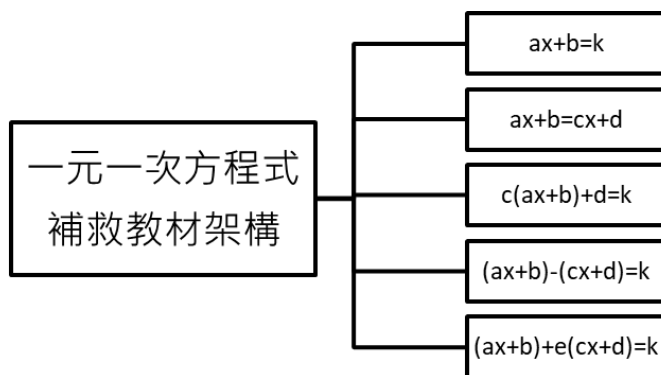 一元一次方程式
補救教材架構
ax+b=k
ax+b=cx+d
c(ax+b)+d=k
(ax+b)-(cx+d)=k
(ax+b)+e(cx+d)=k